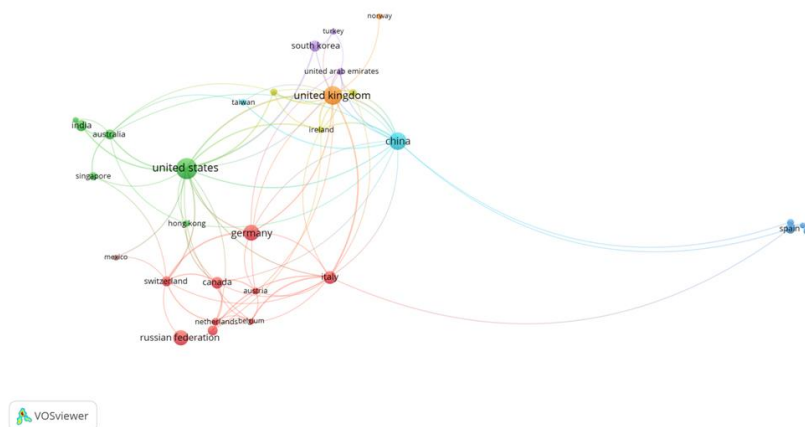 norway
turkey
south korea
united arab emirates
united kingdom
taiwan
india
australia
ireland
china
united states
singapore
hong kong
spain
germany
mexico
switzerland
canada
italy
austria
netherlands
belgium
russian federation
VOSviewer